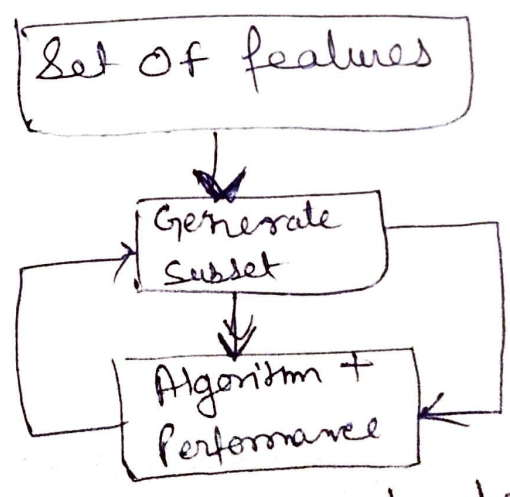 Set Of features
Generate
Subset
Algorithm +
Performance